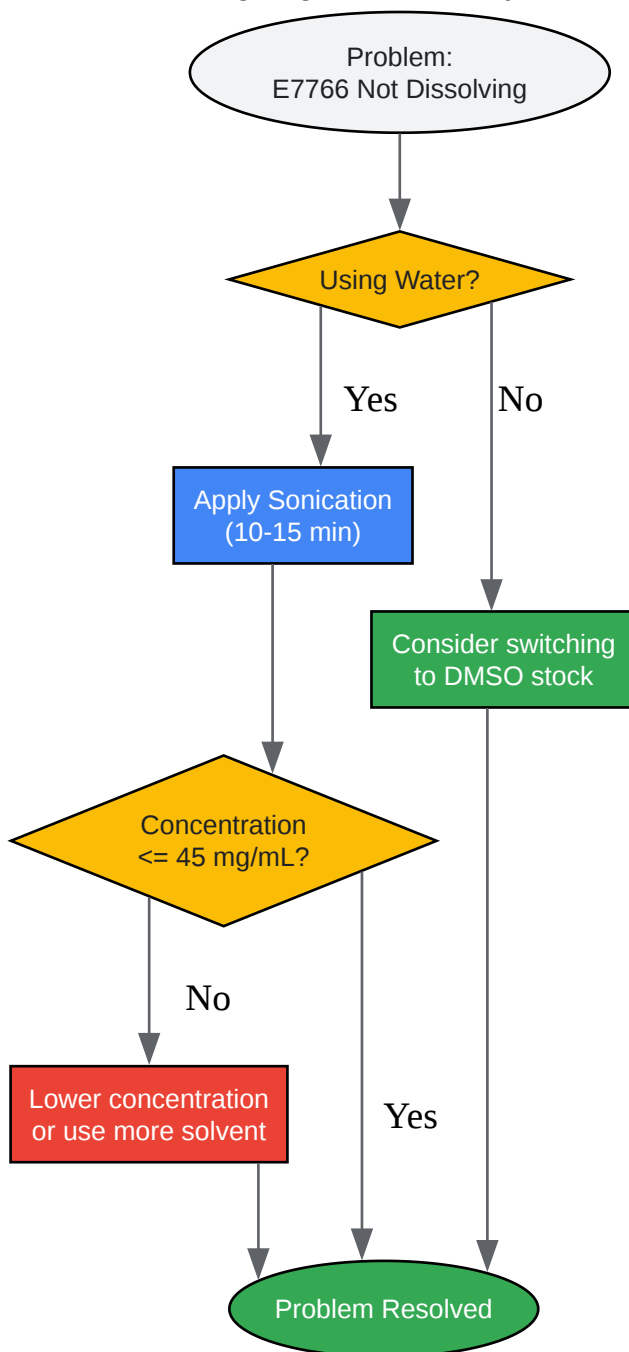 Problem:
E7766 Not Dissolving
Using Water?
Yes
No
Apply Sonication
(10-15 min)
Consider switching
to DMSO stock
Concentration
<= 45 mg/mL?
No
Lower concentration
or use more solvent
Yes
Problem Resolved